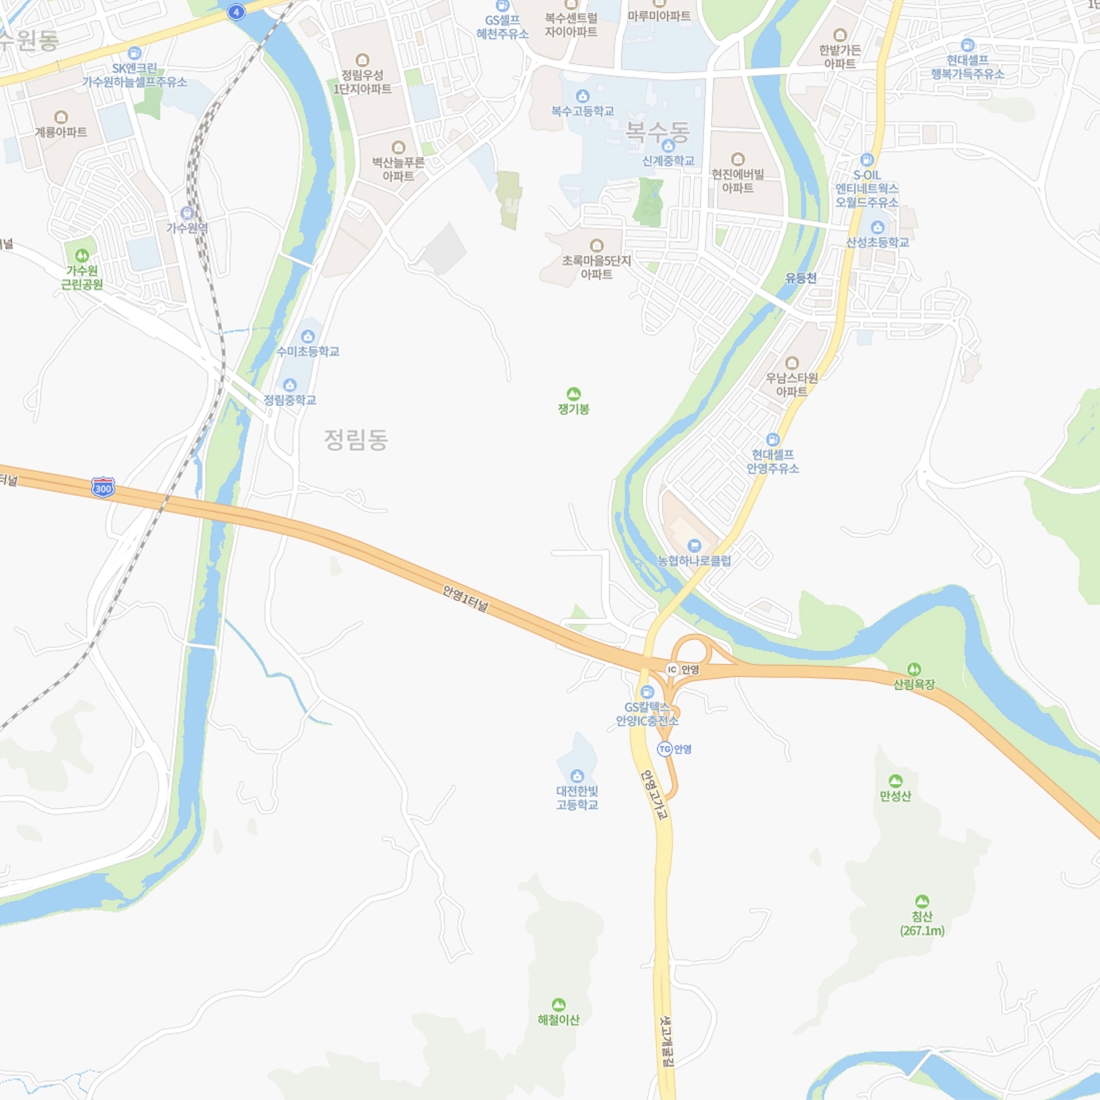 4
GS셀프
혜천주유소
복수센트럴
자이아파트
마루미아파트
수원동
SK엔크린
가수원하늘셀프주유소
정림우성
1단지아파트
한밭가든
아파트
현대셀프
행복가득주유소
계룡아파트
복수고등학교
복수동
신계중학교
벽산늘푸른
아파트
현진에버빌
아파트
S-OIL
엔티네트웍스
오월드주유소
가수원역
산성초등학교
널
가수원
근린공원
초록마을5단지
아파트
유등천
수미초등학교
정림중학교
우남스타원
아파트
쟁기봉
정림동
현대셀프
안영주유소
터널
300
농협하나로클럽
안영1터널
IC 안영
산림욕장
GS칼텍스
안양IC충전소
TG 안영
대전한빛
고등학교
안영고가교
만성산
침산
(267.1m)
해철이산
샛고개굴길